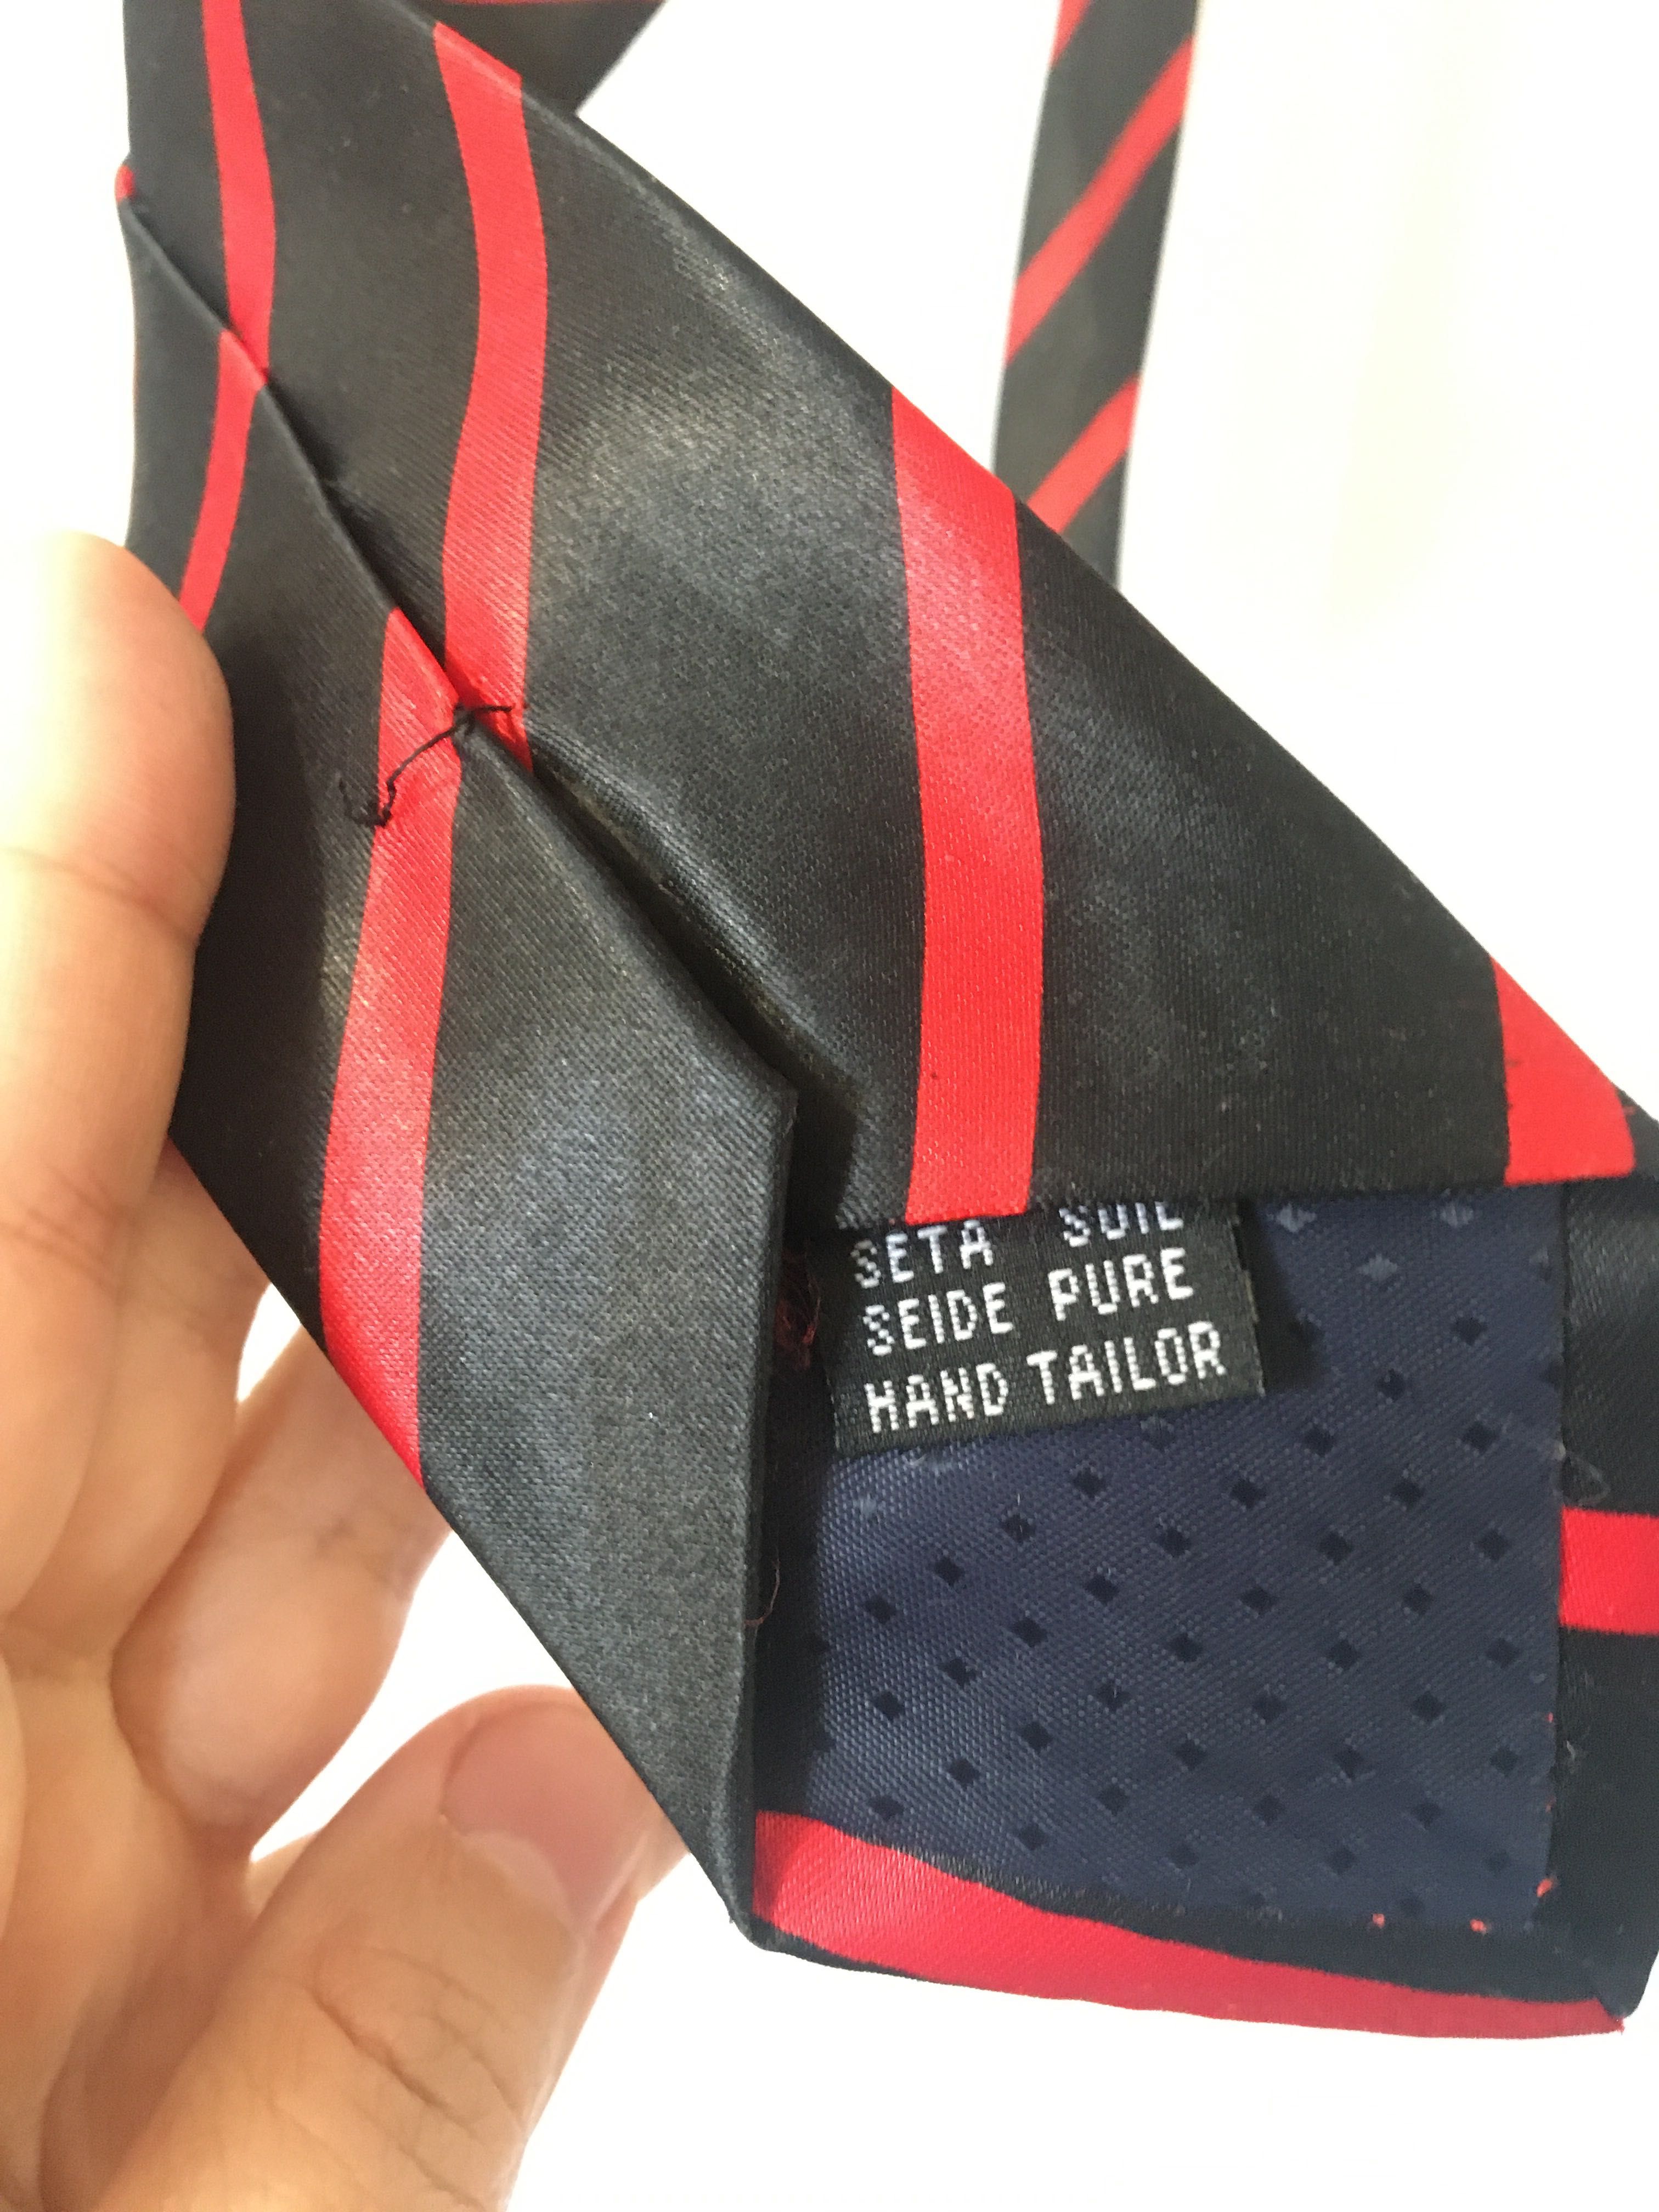 SETA SOIE
SEIDE PURE
HAND TAILOR